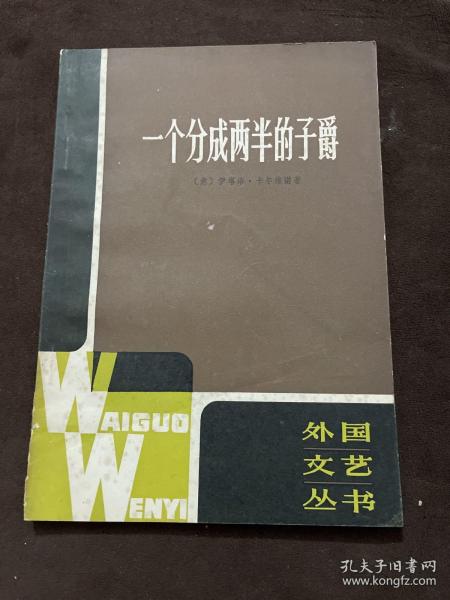 一个分成两半的子爵
〔意〕伊塔洛·卡尔维诺著
WAIGUO
WENYI
外国
文艺
丛书
孔夫子旧书网
www.kongfz.com